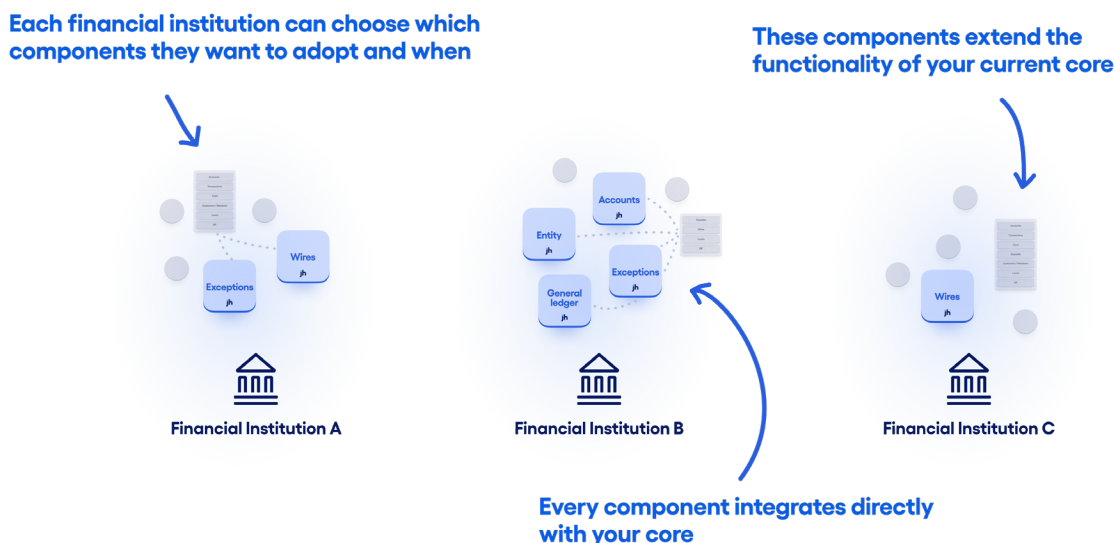 Each financial institution can choose which
components they want to adopt and when
These components extend the
functionality of your current core
Wires
jh
Exceptions
jh
Financial Institution A
Accounts
jh
Entity
jh
Exceptions
jh
General
ledger
jh
Financial Institution B
Wires
jh
Financial Institution C
Every component integrates directly
with your core